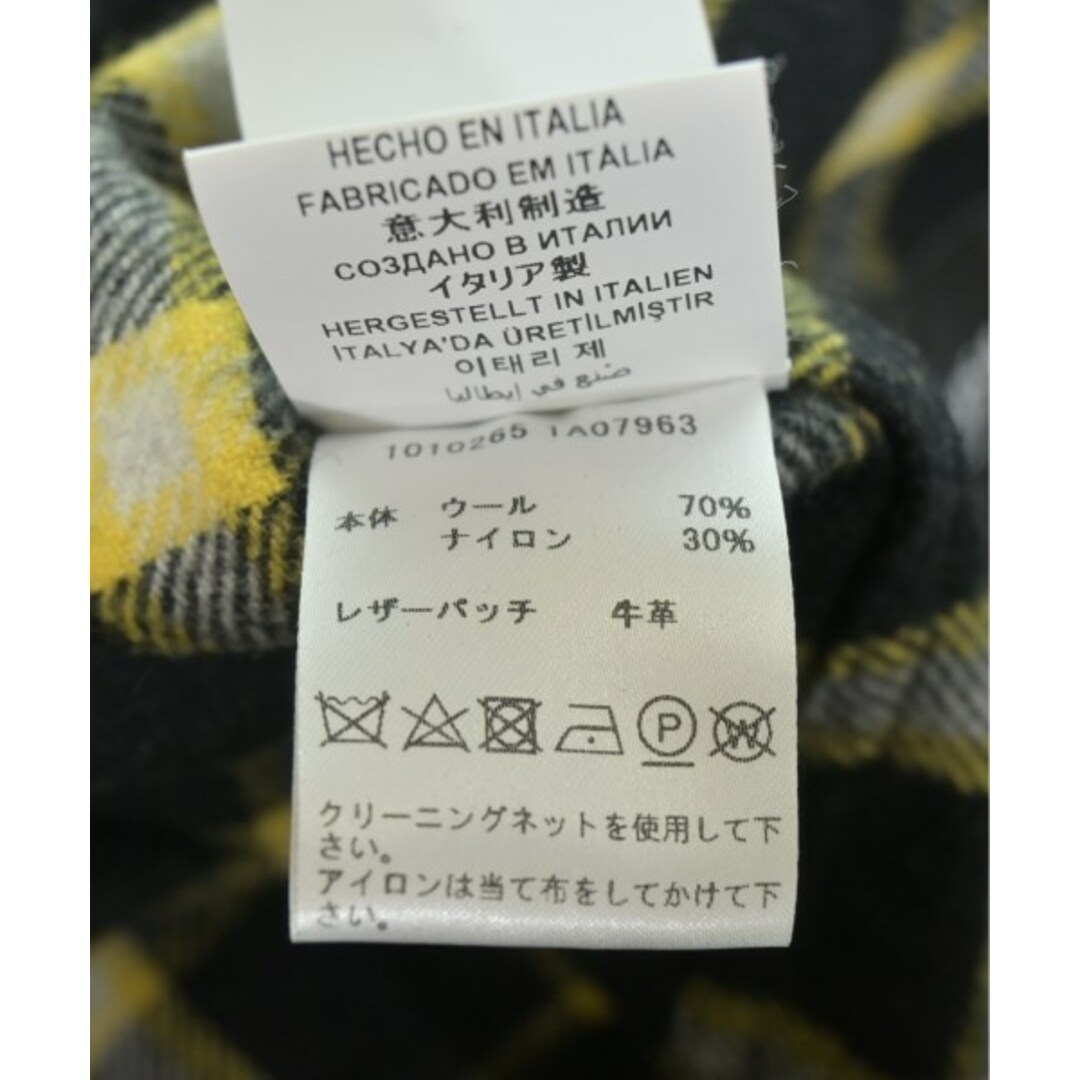 HECHO EN ITALIA
FABRICADO EM ITÁLIA
意大利制造
СОЗДАНО В ИТАЛИИ
イタリア製
HERGESTELLT IN ITALIEN
İTALYA'DA ÜRETİLMİŞTİR
이태리 제
صنع في إيطاليا
1010265 1A07963
本体 ウール 70%
ナイロン 30%
レザーパッチ 牛革
P W
クリーニングネットを使用して下
さい。
アイロンは当て布をしてかけて下
さい。